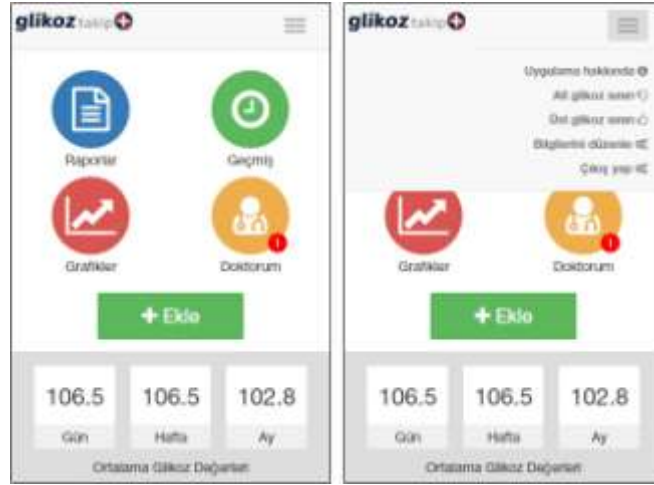 glikoz takip
Raporlar
Geçmiş
Grafikler
Doktorum
+ Ekle
106.5
106.5
102.8
Gün
Hafta
Ay
Ortalama Glikoz Değerleri
glikoz takip
Uygulama hakkında
Alt glikoz sınırı
Üst glikoz sınırı
Bilgilerini düzenle
Çıkış yap
Grafikler
Doktorum
+ Ekle
106.5
106.5
102.8
Gün
Hafta
Ay
Ortalama Glikoz Değerleri